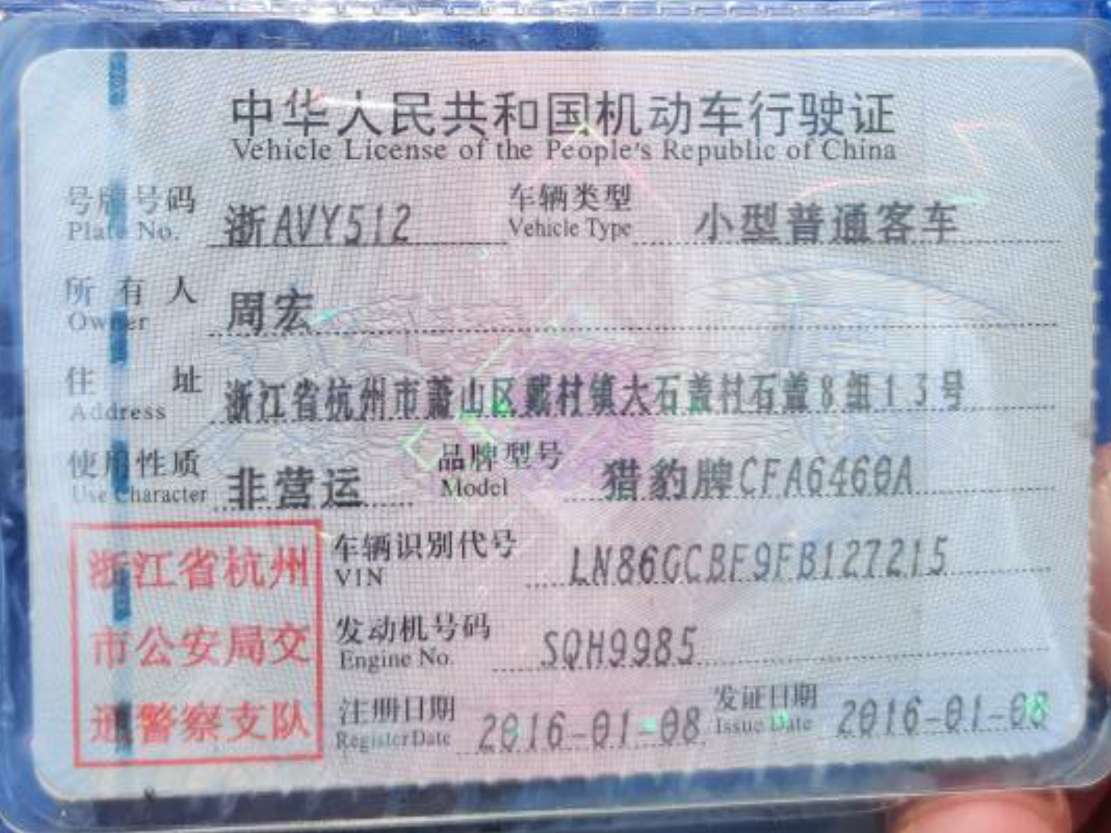 中华人民共和国机动车行驶证
Vehicle License of the People's Republic of China
号牌号码 浙AVY512 车辆类型 小型普通客车
Plate No. Vehicle Type
所有人 周宏
Owner
住址 浙江省杭州市萧山区戴村镇大石盖村石盖8组13号
Address
使用性质 非营运 品牌型号 猎豹牌CFA6460A
Use Character Model
浙江省杭州
市公安局交
通警察支队
车辆识别代号 LN86GCBF9FB127215
VIN
发动机号码 SQH9985
Engine No.
注册日期 2016-01-08 发证日期 2016-01-08
Register Date Issue Date